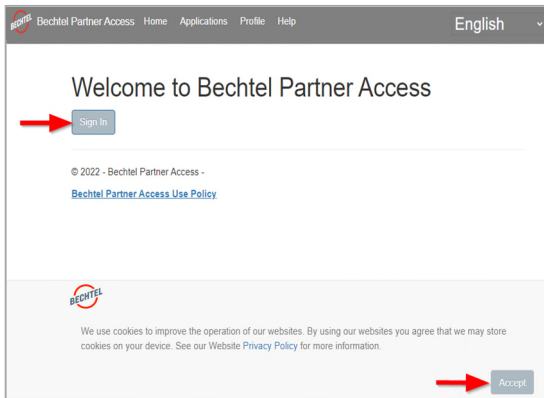 BECHTEL Bechtel Partner Access Home Applications Profile Help English
Welcome to Bechtel Partner Access
Sign In
© 2022 - Bechtel Partner Access -
Bechtel Partner Access Use Policy
BECHTEL
We use cookies to improve the operation of our websites. By using our websites you agree that we may store
cookies on your device. See our Website Privacy Policy for more information.
Accept